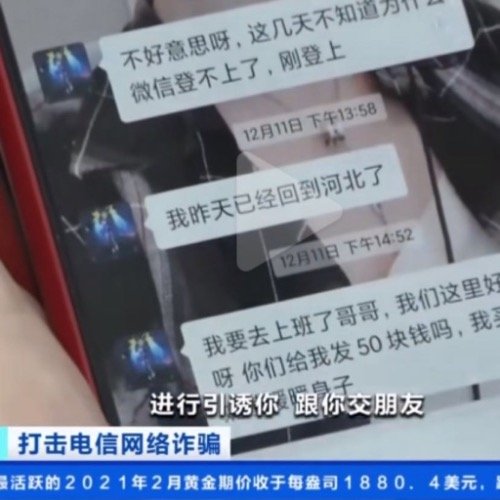 不好意思呀，这几天不知道为什么
微信登不上了，刚登上
12月11日 下午13:58
我昨天已经回到河北了
12月11日 下午14:52
我要去上班了哥哥，我们这里好
呀 你们给我发50块钱吗，我
暖身子
进行引诱你 跟你交朋友
打击电信网络诈骗
最活跃的2021年2月黄金期价收于每盎司1880．4美元，